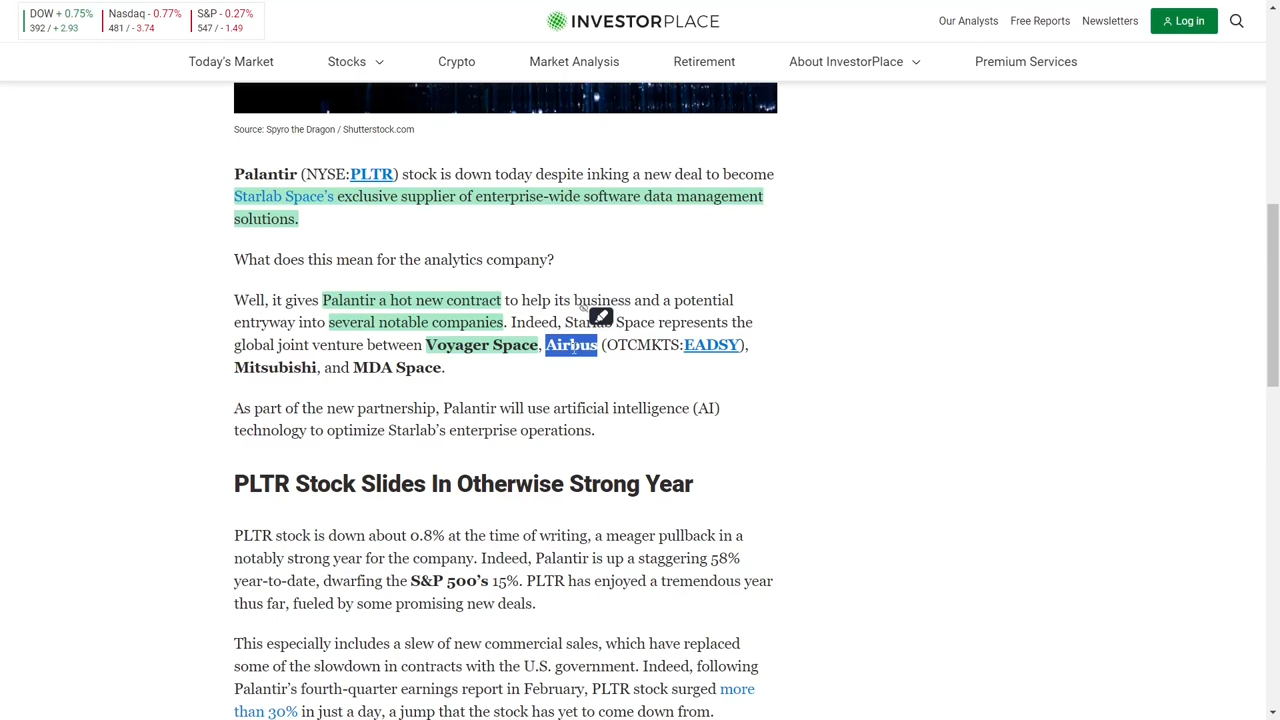 DOW + 0.75%
392 / + 2.93
Nasdaq - 0.77%
481 / - 3.74
S&P - 0.27%
547 / - 1.49
INVESTORPLACE
Our Analysts
Free Reports
Newsletters
Log in
Today's Market
Stocks
Crypto
Market Analysis
Retirement
About InvestorPlace
Premium Services
Source: Spyro the Dragon / Shutterstock.com
Palantir (NYSE:PLTR) stock is down today despite inking a new deal to become
Starlab Space’s exclusive supplier of enterprise-wide software data management
solutions.
What does this mean for the analytics company?
Well, it gives Palantir a hot new contract to help its business and a potential
entryway into several notable companies. Indeed, Starlab Space represents the
global joint venture between Voyager Space, Airbus (OTCMKTS:EADSY),
Mitsubishi, and MDA Space.
As part of the new partnership, Palantir will use artificial intelligence (AI)
technology to optimize Starlab’s enterprise operations.
PLTR Stock Slides In Otherwise Strong Year
PLTR stock is down about 0.8% at the time of writing, a meager pullback in a
notably strong year for the company. Indeed, Palantir is up a staggering 58%
year-to-date, dwarfing the S&P 500’s 15%. PLTR has enjoyed a tremendous year
thus far, fueled by some promising new deals.
This especially includes a slew of new commercial sales, which have replaced
some of the slowdown in contracts with the U.S. government. Indeed, following
Palantir’s fourth-quarter earnings report in February, PLTR stock surged more
than 30% in just a day, a jump that the stock has yet to come down from.